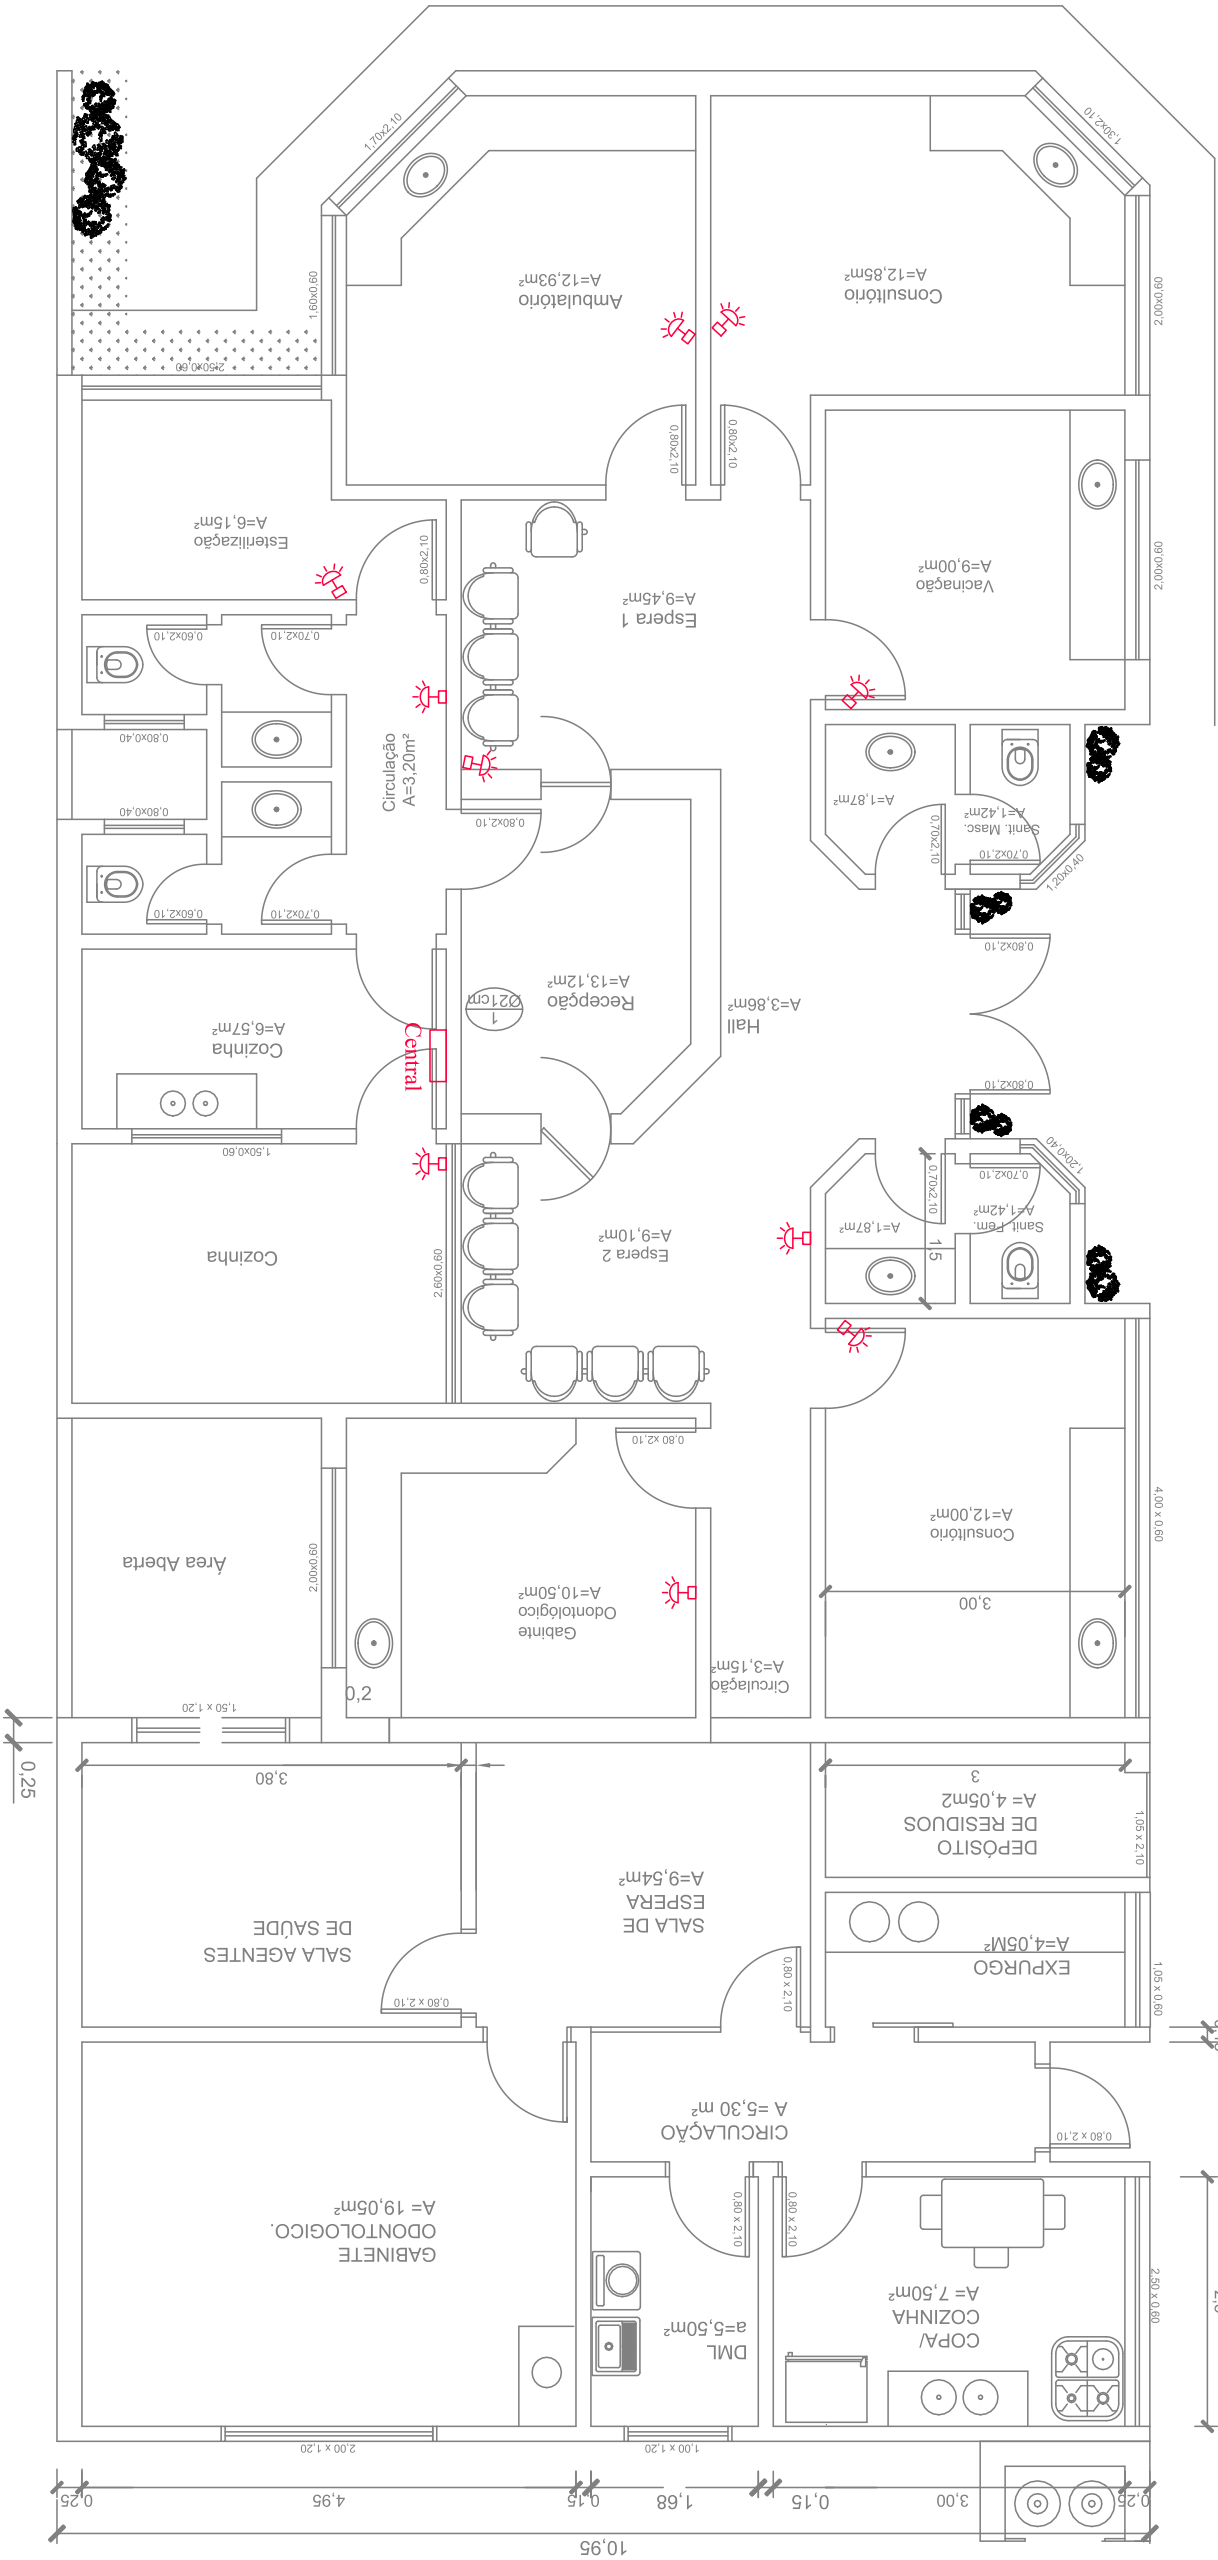 1,70x2,10
1,30x2,10
1,60x0,60
2,00x0,60
2,50x0,60
Ambulatório
A=12,93m²
Consultório
A=12,85m²
0,80x2,10
0,80x2,10
Esterilização
A=6,15m²
0,80x2,10
Vacinação
A=9,00m²
2,00x0,60
Espera 1
A=9,45m²
0,60x2,10
0,70x2,10
0,80x0,40
0,80x0,40
0,60x2,10
0,70x2,10
Circulação
A=3,20m²
0,80x2,10
A=1,87m²
0,70x2,10
Sanit. Masc.
A=1,42m²
0,70x2,10
1,20x0,40
0,80x2,10
Recepção
A=13,12m²
1
Ø21cm
Hall
A=3,86m²
Cozinha
A=6,57m²
Central
0,80x2,10
1,50x0,60
1,20x0,40
0,70x2,10
0,70x2,10
Sanit. Fem.
A=1,42m²
A=1,87m²
1,5
Cozinha
2,60x0,60
Espera 2
A=9,10m²
0,80 x2,10
Área Aberta
2,00x0,60
Gabinte
Odontológico
A=10,50m²
Consultório
A=12,00m²
4,00 x 0,60
3,00
Circulação
A=3,15m²
0,2
1,50 x 1,20
0,25
3,80
3
DEPÓSITO
DE RESIDUOS
A= 4,05m2
1,05 x 2,10
SALA DE
ESPERA
A=9,54m²
SALA AGENTES
DE SAÚDE
0,80 x 2,10
0,80 x 2,10
EXPURGO
A=4,05M²
1,05 x 0,60
CIRCULAÇÃO
A =5,30 m²
0,80 x 2,10
GABINETE
ODONTOLOGICO.
A= 19,05m²
0,80 x 2,10
0,80 x 2,10
DML
a=5,50m²
COPA/
COZINHA
A= 7,50m²
2,50 x 0,60
2,00 x 1,20
1,00 x 1,20
0,25
4,95
0,15
1,68
0,15
3,00
0,25
10,95